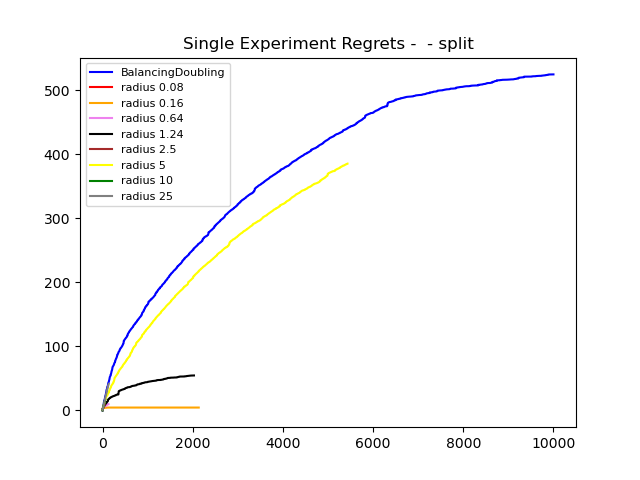 Single Experiment Regrets -  - split
BalancingDoubling
radius 0.08
radius 0.16
radius 0.64
radius 1.24
radius 2.5
radius 5
radius 10
radius 25
500
400
300
200
100
0
0 2000 4000 6000 8000 10000